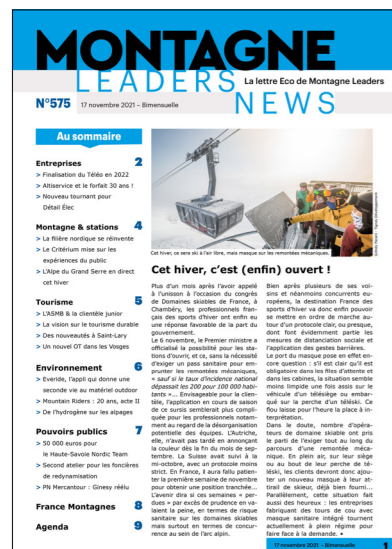 MONTAGNE
LEADERS
La lettre Eco de Montagne Leaders
N°575
17 novembre 2021 – Bimensuelle
NEWS
Au sommaire
Entreprises 2
> Finalisation du Téléo en 2022
> Altiservice et le forfait 30 ans !
> Nouveau tournant pour
Détail Élec
Montagne & stations 4
> La filière nordique se réinvente
> Le Critérium mise sur les
expériences du public
> L'Alpe du Grand Serre en direct
cet hiver
Tourisme 5
> L'ASMB & la clientèle junior
> La vision sur le tourisme durable
> Des nouveautés à Saint-Lary
> Un nouvel OT dans les Vosges
Environnement 6
> Everide, l'appli qui donne une
seconde vie au matériel outdoor
> Mountain Riders : 20 ans, acte II
> De l'hydrogène sur les alpages
Pouvoirs publics 7
> 50 000 euros pour
le Haute-Savoie Nordic Team
> Second atelier pour les foncières
de redynamisation
> PN Mercantour : Ginesy réélu
France Montagnes 8
Agenda 9
Cet hiver, ce sera ski à l'air libre, mais masque sur les remontées mécaniques.
Cet hiver, c'est (enfin) ouvert !
Plus d'un mois après l'avoir appelé
à l'unisson à l'occasion du congrès
de Domaines skiables de France, à
Chambéry, les professionnels fran-
çais des sports d'hiver ont enfin eu
une réponse favorable de la part du
gouvernement.
Le 6 novembre, le Premier ministre a
officialisé la possibilité pour les sta-
tions d'ouvrir, et ce, sans la nécessité
d'exiger un pass sanitaire pour em-
prunter les remontées mécaniques,
« sauf si le taux d'incidence national
dépassait les 200 pour 100 000 habi-
tants »... Envisageable pour la clien-
tèle, l'application en cours de saison
de ce sursis semblerait plus compli-
quée pour les professionnels notam-
ment au regard de la désorganisation
potentielle des équipes. L'Autriche,
elle, n'avait pas tardé en annonçant
la couleur dès la fin du mois de sep-
tembre. La Suisse avait suivi à la
mi-octobre, avec un protocole moins
strict. En France, il aura fallu patien-
ter la première semaine de novembre
pour obtenir une position tranchée...
L'avenir dira si ces semaines « per-
dues » par excès de prudence en va-
laient la peine, en termes de risque
sanitaire sur les domaines skiables
mais surtout en termes de concur-
rence au sein de l'arc alpin.
Bien après plusieurs de ses voi-
sins et néanmoins concurrents eu-
ropéens, la destination France des
sports d'hiver va donc enfin pouvoir
se mettre en ordre de marche au-
tour d'un protocole clair, ou presque,
dont font évidemment partie les
mesures de distanciation sociale et
l'application des gestes barrières.
Le port du masque pose en effet en-
core question : s'il est clair qu'il est
obligatoire dans les files d'attente et
dans les cabines, la situation semble
moins limpide une fois assis sur le
véhicule d'un télésiège ou embar-
qué sur la perche d'un téléski. Ce
flou laisse pour l'heure la place à in-
terprétation.
Dans le doute, nombre d'opéra-
teurs de domaine skiable ont pris
le parti de l'exiger tout au long du
parcours d'une remontée méca-
nique. En plein air, sur leur siège
ou au bout de leur perche de té-
léski, les clients devront donc ajou-
ter un nouveau masque à leur at-
tirail de skieur, déjà bien fourni...
Parallèlement, cette situation fait
aussi des heureux : les entreprises
fabriquant des tours de cou avec
masque sanitaire intégré tournent
actuellement à plein régime pour
faire face à la demande. •
17 novembre 2021 – Bimensuelle 1